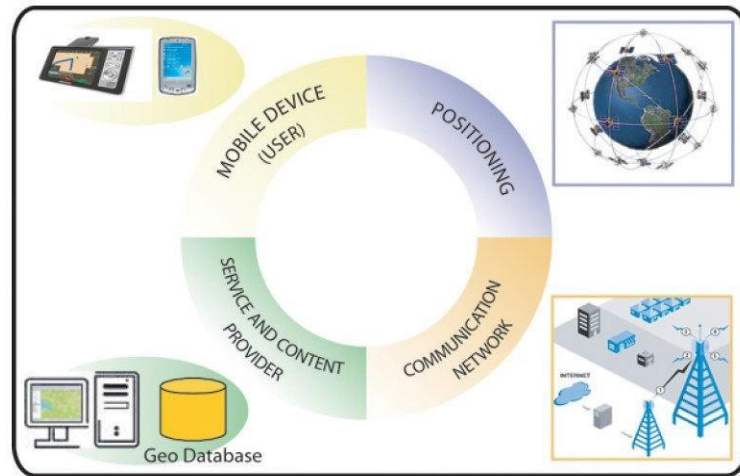 MOBILE DEVICE
(USER)
POSITIONING
SERVICE AND CONTENT
PROVIDER
COMMUNICATION
NETWORK
INTERNET
Geo Database